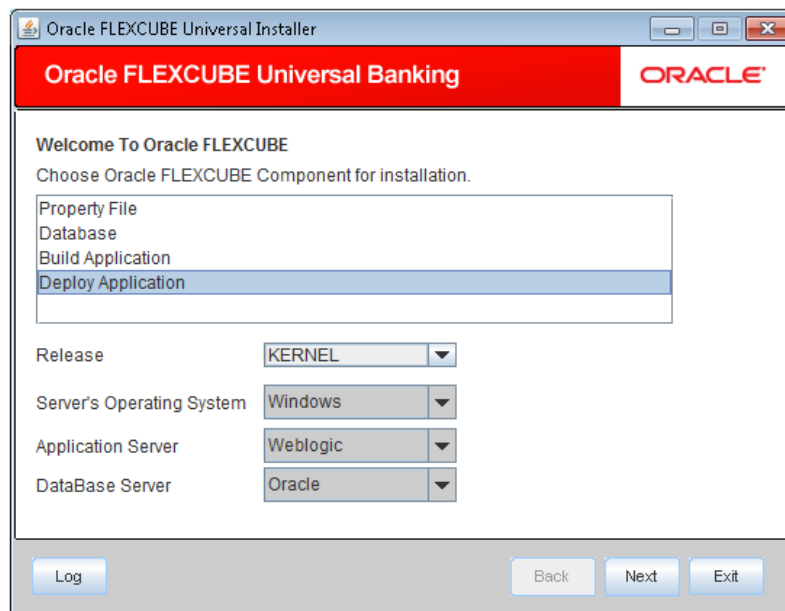 Oracle FLEXCUBE Universal Installer
Oracle FLEXCUBE Universal Banking
ORACLE
Welcome To Oracle FLEXCUBE
Choose Oracle FLEXCUBE Component for installation.
Property File
Database
Build Application
Deploy Application
Release KERNEL
Server's Operating System Windows
Application Server Weblogic
DataBase Server Oracle
Log Back Next Exit